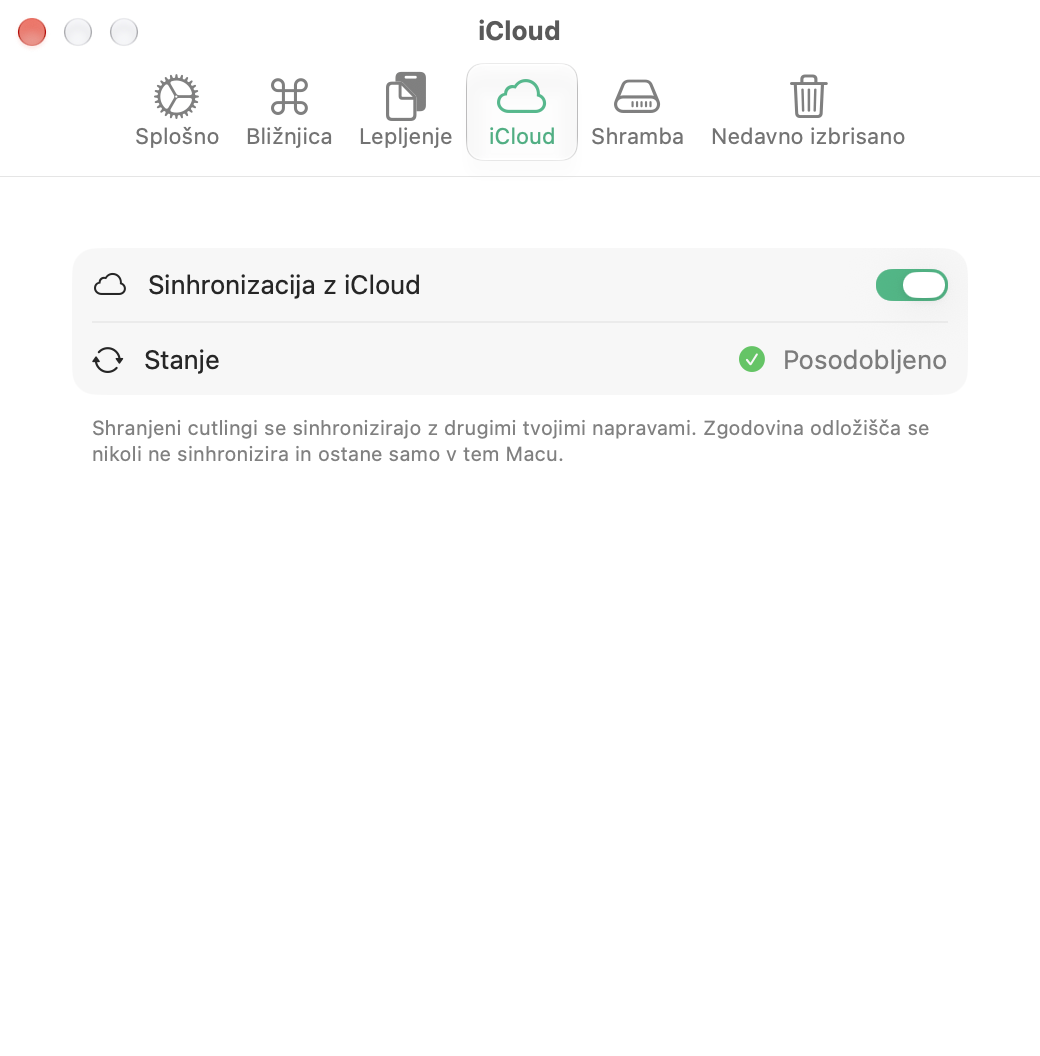 iCloud
Splošno
Bližnjica
Lepljenje
iCloud
Shramba
Nedavno izbrisano
Sinhronizacija z iCloud
Stanje
Posodobljeno
Shranjeni cutlingi se sinhronizirajo z drugimi tvojimi napravami. Zgodovina odložišča se
nikoli ne sinhronizira in ostane samo v tem Macu.